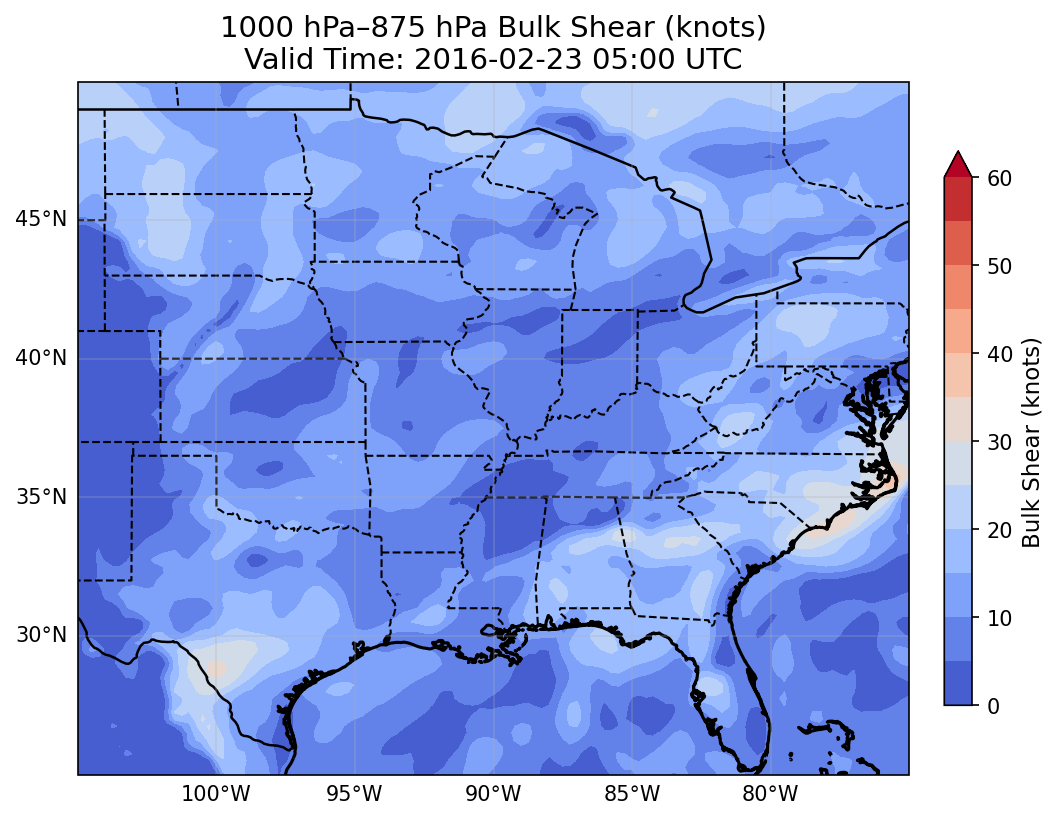 1000 hPa–875 hPa Bulk Shear (knots)
Valid Time: 2016-02-23 05:00 UTC
45°N
40°N
35°N
30°N
100°W
95°W
90°W
85°W
80°W
60
50
40
30
20
10
0
Bulk Shear (knots)